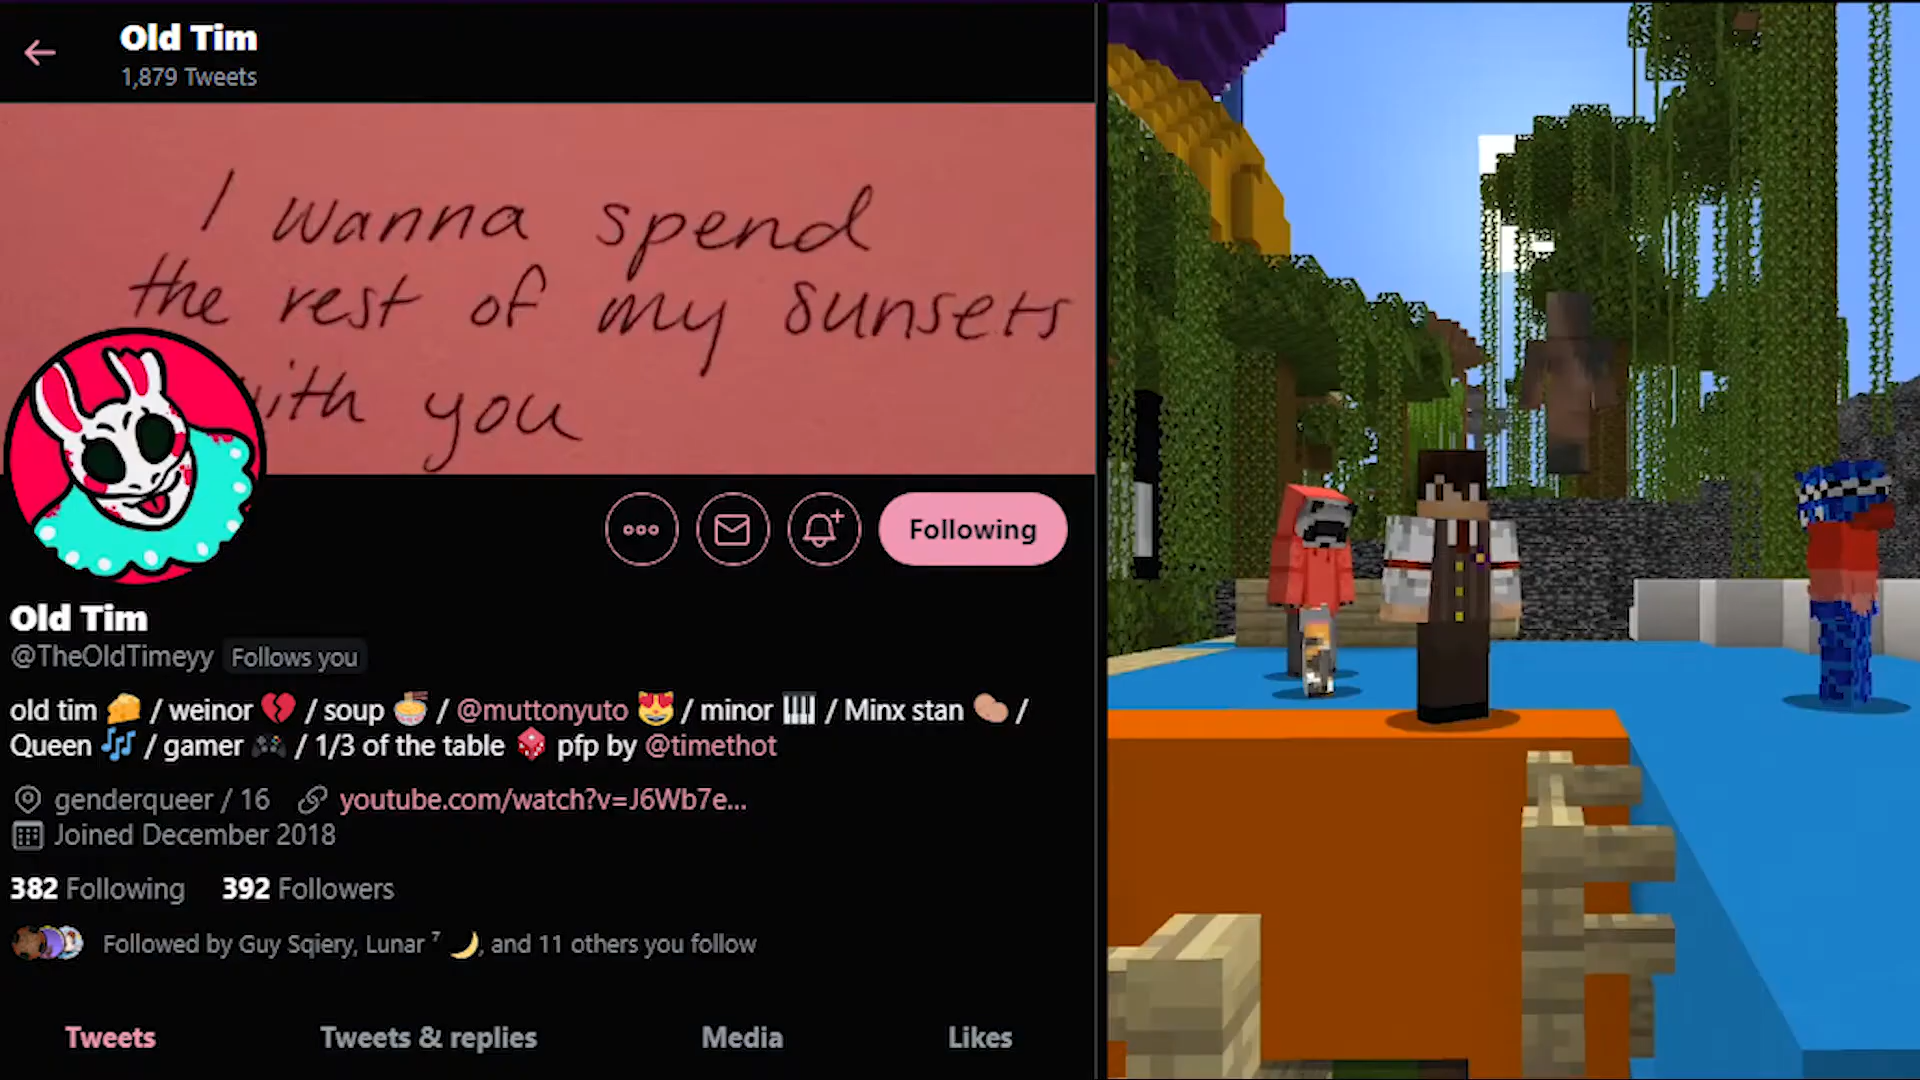 Old Tim
1,879 Tweets
I wanna spend
the rest of my sunsets
with you
Following
Old Tim
@TheOldTimeyy Follows you
old tim 🧀 / weinor 💔 / soup 🍜 / @muttonyuto 😻 / minor 🎹 / Minx stan 🥔 /
Queen 🎶 / gamer 🎮 / 1/3 of the table 🎲 pfp by @timethot
genderqueer / 16 youtube.com/watch?v=J6Wb7e...
Joined December 2018
382 Following 392 Followers
Followed by Guy Sqiery, Lunar ⁷ 🌙, and 11 others you follow
Tweets Tweets & replies Media Likes